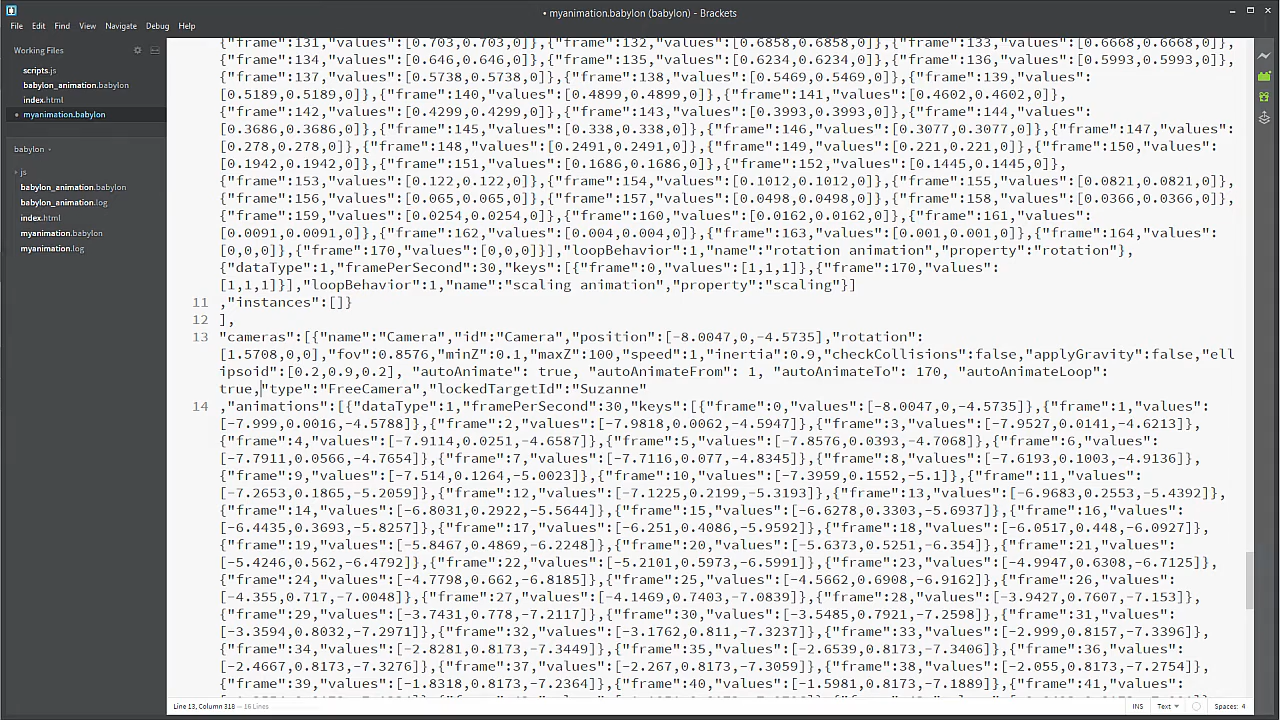 • myanimation.babylon (babylon) - Brackets
File Edit Find View Navigate Debug Help
Working Files
scripts.js
babylon_animation.babylon
index.html
myanimation.babylon
babylon
js
babylon_animation.babylon
babylon_animation.log
index.html
myanimation.babylon
myanimation.log
{"frame":131,"values":[0.703,0.703,0]},{"frame":132,"values":[0.6858,0.6858,0]},{"frame":133,"values":[0.6668,0.6668,0]},
{"frame":134,"values":[0.646,0.646,0]},{"frame":135,"values":[0.6234,0.6234,0]},{"frame":136,"values":[0.5993,0.5993,0]},
{"frame":137,"values":[0.5738,0.5738,0]},{"frame":138,"values":[0.5469,0.5469,0]},{"frame":139,"values":
[0.5189,0.5189,0]},{"frame":140,"values":[0.4899,0.4899,0]},{"frame":141,"values":[0.4602,0.4602,0]},
{"frame":142,"values":[0.4299,0.4299,0]},{"frame":143,"values":[0.3993,0.3993,0]},{"frame":144,"values":
[0.3686,0.3686,0]},{"frame":145,"values":[0.338,0.338,0]},{"frame":146,"values":[0.3077,0.3077,0]},{"frame":147,"values":
[0.278,0.278,0]},{"frame":148,"values":[0.2491,0.2491,0]},{"frame":149,"values":[0.221,0.221,0]},{"frame":150,"values":
[0.1942,0.1942,0]},{"frame":151,"values":[0.1686,0.1686,0]},{"frame":152,"values":[0.1445,0.1445,0]},
{"frame":153,"values":[0.122,0.122,0]},{"frame":154,"values":[0.1012,0.1012,0]},{"frame":155,"values":[0.0821,0.0821,0]},
{"frame":156,"values":[0.065,0.065,0]},{"frame":157,"values":[0.0498,0.0498,0]},{"frame":158,"values":[0.0366,0.0366,0]},
{"frame":159,"values":[0.0254,0.0254,0]},{"frame":160,"values":[0.0162,0.0162,0]},{"frame":161,"values":
[0.0091,0.0091,0]},{"frame":162,"values":[0.004,0.004,0]},{"frame":163,"values":[0.001,0.001,0]},{"frame":164,"values":
[0,0,0]},{"frame":170,"values":[0,0,0]}],"loopBehavior":1,"name":"rotation animation","property":"rotation"},
{"dataType":1,"framePerSecond":30,"keys":[{"frame":0,"values":[1,1,1]},{"frame":170,"values":
[1,1,1]}],"loopBehavior":1,"name":"scaling animation","property":"scaling"}]
11 ,"instances":[]}
12 ],
13 "cameras":[{"name":"Camera","id":"Camera","position":[-8.0047,0,-4.5735],"rotation":
[1.5708,0,0],"fov":0.8576,"minZ":0.1,"maxZ":100,"speed":1,"inertia":0.9,"checkCollisions":false,"applyGravity":false,"ell
ipsoid":[0.2,0.9,0.2], "autoAnimate": true, "autoAnimateFrom": 1, "autoAnimateTo": 170, "autoAnimateLoop":
true,"type":"FreeCamera","lockedTargetId":"Suzanne"
14 ,"animations":[{"dataType":1,"framePerSecond":30,"keys":[{"frame":0,"values":[-8.0047,0,-4.5735]},{"frame":1,"values":
[-7.999,0.0016,-4.5788]},{"frame":2,"values":[-7.9818,0.0062,-4.5947]},{"frame":3,"values":[-7.9527,0.0141,-4.6213]},
{"frame":4,"values":[-7.9114,0.0251,-4.6587]},{"frame":5,"values":[-7.8576,0.0393,-4.7068]},{"frame":6,"values":
[-7.7911,0.0566,-4.7654]},{"frame":7,"values":[-7.7116,0.077,-4.8345]},{"frame":8,"values":[-7.6193,0.1003,-4.9136]},
{"frame":9,"values":[-7.514,0.1264,-5.0023]},{"frame":10,"values":[-7.3959,0.1552,-5.1]},{"frame":11,"values":
[-7.2653,0.1865,-5.2059]},{"frame":12,"values":[-7.1225,0.2199,-5.3193]},{"frame":13,"values":[-6.9683,0.2553,-5.4392]},
{"frame":14,"values":[-6.8031,0.2922,-5.5644]},{"frame":15,"values":[-6.6278,0.3303,-5.6937]},{"frame":16,"values":
[-6.4435,0.3693,-5.8257]},{"frame":17,"values":[-6.251,0.4086,-5.9592]},{"frame":18,"values":[-6.0517,0.448,-6.0927]},
{"frame":19,"values":[-5.8467,0.4869,-6.2248]},{"frame":20,"values":[-5.6373,0.5251,-6.354]},{"frame":21,"values":
[-5.4246,0.562,-6.4792]},{"frame":22,"values":[-5.2101,0.5973,-6.5991]},{"frame":23,"values":[-4.9947,0.6308,-6.7125]},
{"frame":24,"values":[-4.7798,0.662,-6.8185]},{"frame":25,"values":[-4.5662,0.6908,-6.9162]},{"frame":26,"values":
[-4.355,0.717,-7.0048]},{"frame":27,"values":[-4.1469,0.7403,-7.0839]},{"frame":28,"values":[-3.9427,0.7607,-7.153]},
{"frame":29,"values":[-3.7431,0.778,-7.2117]},{"frame":30,"values":[-3.5485,0.7921,-7.2598]},{"frame":31,"values":
[-3.3594,0.8032,-7.2971]},{"frame":32,"values":[-3.1762,0.811,-7.3237]},{"frame":33,"values":[-2.999,0.8157,-7.3396]},
{"frame":34,"values":[-2.8281,0.8173,-7.3449]},{"frame":35,"values":[-2.6539,0.8173,-7.3406]},{"frame":36,"values":
[-2.4667,0.8173,-7.3276]},{"frame":37,"values":[-2.267,0.8173,-7.3059]},{"frame":38,"values":[-2.055,0.8173,-7.2754]},
{"frame":39,"values":[-1.8318,0.8173,-7.2364]},{"frame":40,"values":[-1.5981,0.8173,-7.1889]},{"frame":41,"values":
Line 13, Column 318 — 16 Lines
INS Text Spaces: 4